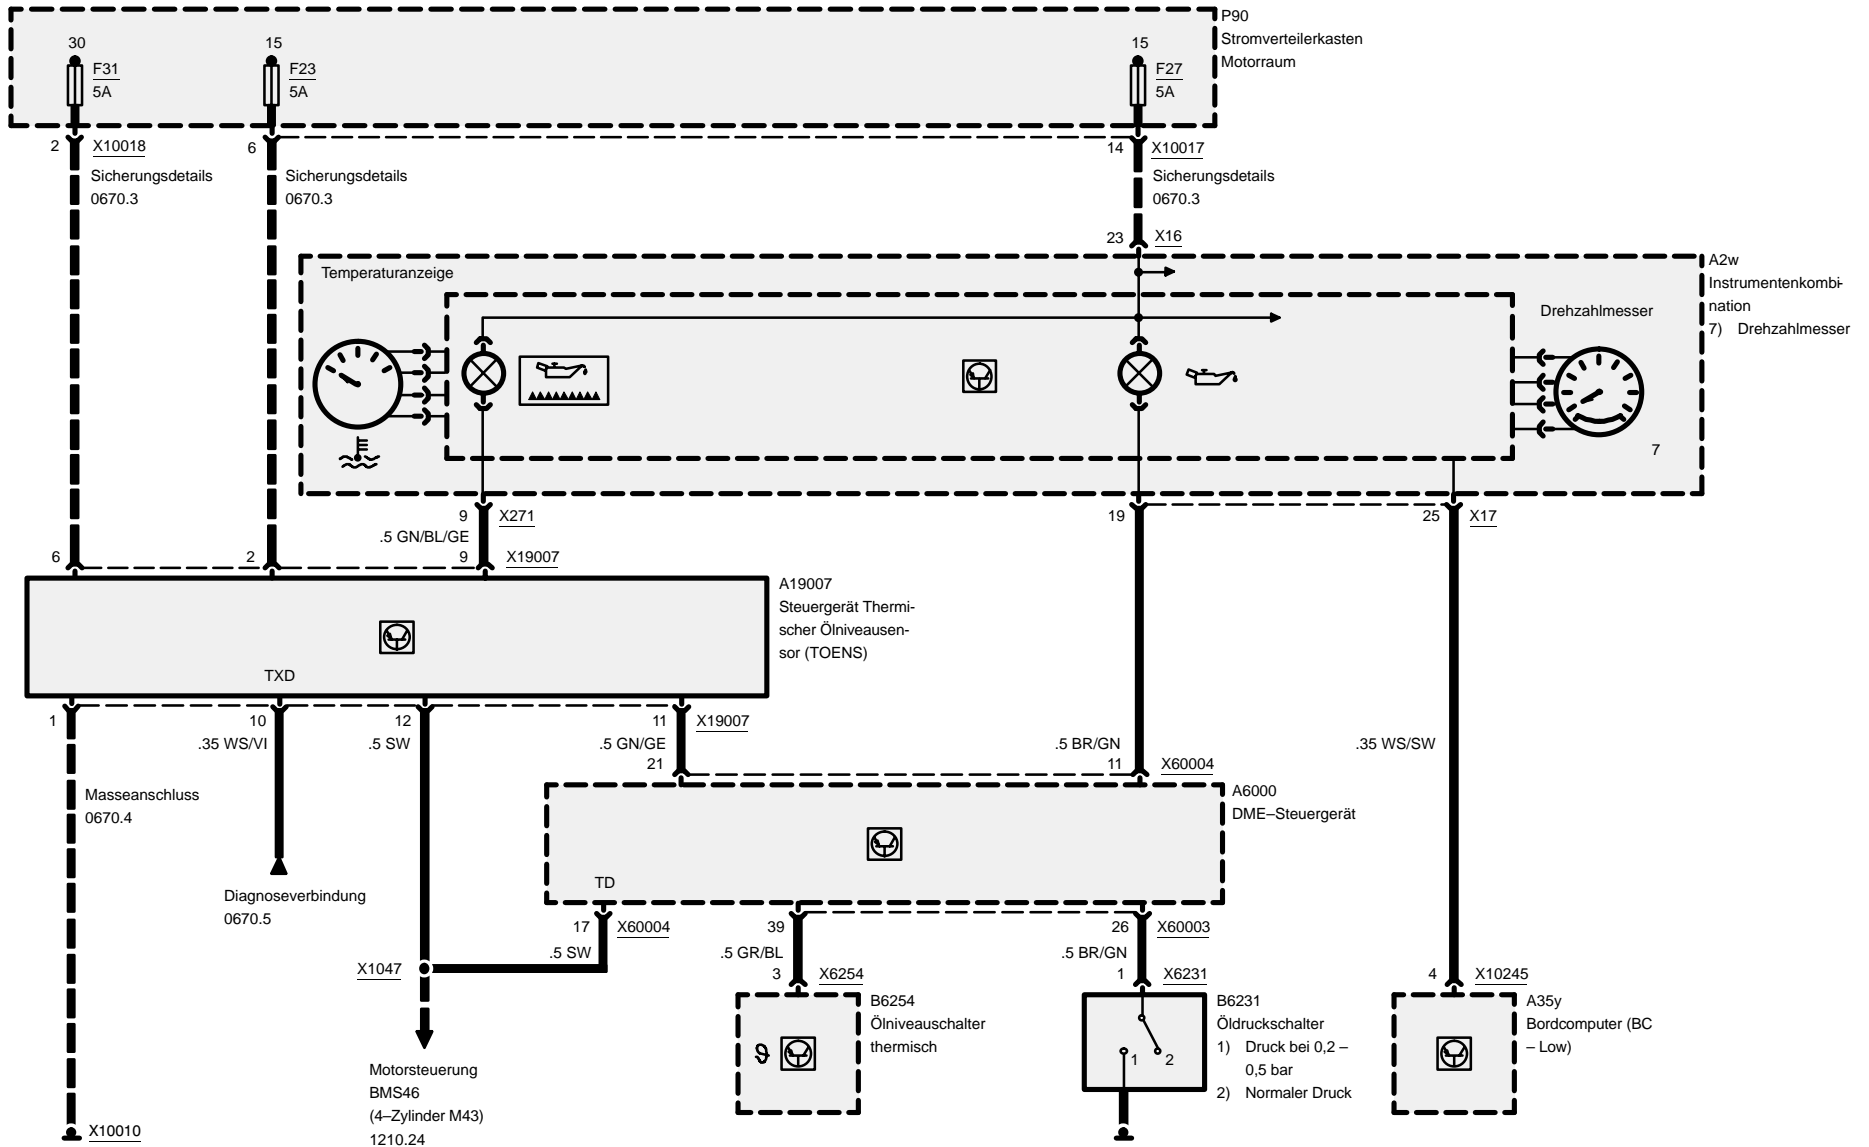 P90
Stromverteilerkasten
Motorraum
30
F31
5A
15
F23
5A
15
F27
5A
2
X10018
6
14
X10017
Sicherungsdetails
0670.3
Sicherungsdetails
0670.3
Sicherungsdetails
0670.3
23
X16
Temperaturanzeige
Drehzahlmesser
A2w
Instrumentenkombi-
nation
7) Drehzahlmesser
7
9
X271
.5 GN/BL/GE
19
25
X17
6
2
9
X19007
A19007
Steuergerät Thermi-
scher Ölniveausen-
sor (TOENS)
TXD
1
10
12
11
X19007
.35 WS/VI
.5 SW
.5 GN/GE
.5 BR/GN
.35 WS/SW
21
11
X60004
Masseanschluss
0670.4
A6000
DME–Steuergerät
TD
Diagnoseverbindung
0670.5
17
X60004
39
26
X60003
.5 SW
.5 GR/BL
.5 BR/GN
X1047
3
X6254
1
X6231
4
X10245
B6254
Ölniveauschalter
thermisch
ϑ
B6231
Öldruckschalter
1) Druck bei 0,2 –
0,5 bar
2) Normaler Druck
1
2
A35y
Bordcomputer (BC
– Low)
Motorsteuerung
BMS46
(4–Zylinder M43)
1210.24
X10010